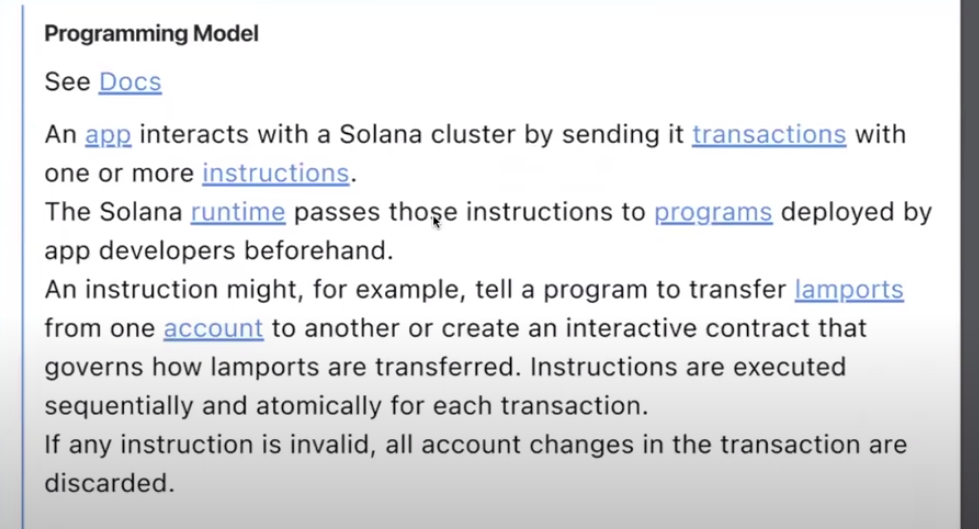 Programming Model
See Docs
An app interacts with a Solana cluster by sending it transactions with
one or more instructions.
The Solana runtime passes those instructions to programs deployed by
app developers beforehand.
An instruction might, for example, tell a program to transfer lamports
from one account to another or create an interactive contract that
governs how lamports are transferred. Instructions are executed
sequentially and atomically for each transaction.
If any instruction is invalid, all account changes in the transaction are
discarded.